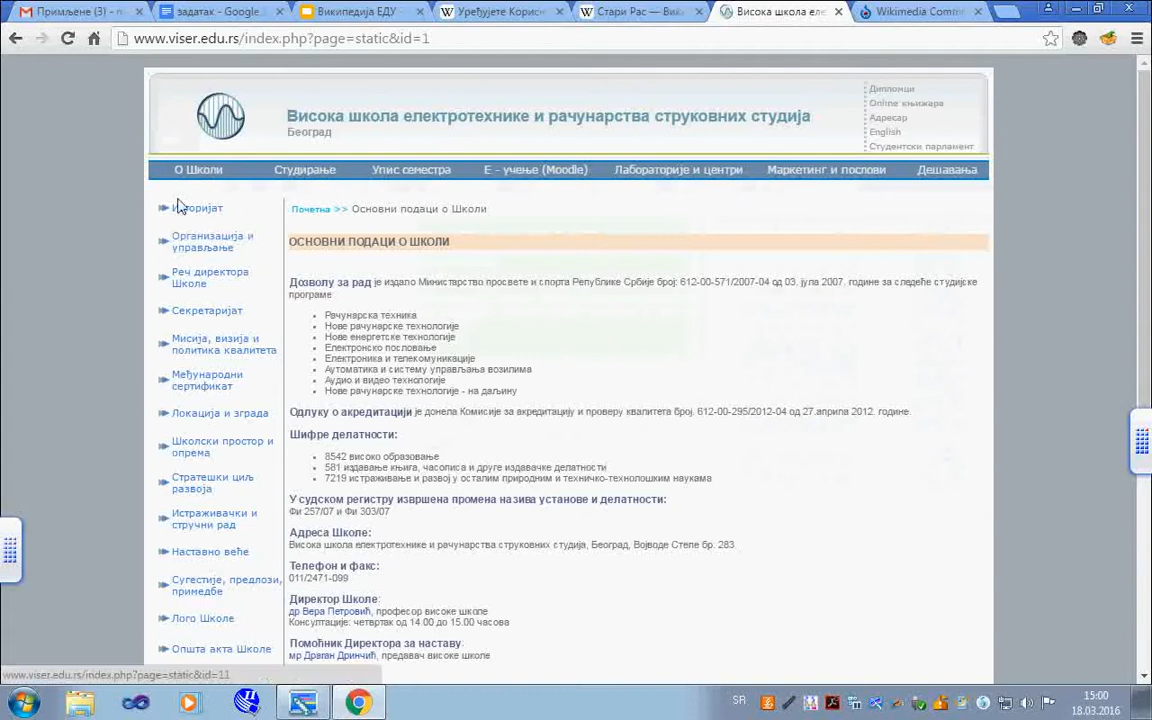 Примљене (3) - n
задатак - Google
Википедија ЕДУ
Уређујете Корисн
Стари Рас — Вики
Висока школа еле
Wikimedia Comm
www.viser.edu.rs/index.php?page=static&id=1
Висока школа електротехнике и рачунарства струковних студија
Београд
Дипломци
Online књижара
Адресар
English
Студентски парламент
О Школи
Студирање
Упис семестра
Е - учење (Moodle)
Лабораторије и центри
Маркетинг и послови
Дешавања
Историјат
Организација и
управљање
Реч директора
Школе
Секретаријат
Мисија, визија и
политика квалитета
Међународни
сертификат
Локација и зграда
Школски простор и
опрема
Стратешки циљ
развоја
Истраживачки и
стручни рад
Наставно веће
Сугестије, предлози,
примедбе
Лого Школе
Општа акта Школе
Почетна >> Основни подаци о Школи
ОСНОВНИ ПОДАЦИ О ШКОЛИ
Дозволу за рад је издало Министарство просвете и спорта Републике Србије број: 612-00-571/2007-04 од 03. јула 2007. године за следеће студијске
програме
Рачунарска техника
Нове рачунарске технологије
Нове енергетске технологије
Електронско пословање
Електроника и телекомуникације
Аутоматика и систему управљања возилима
Аудио и видео технологије
Нове рачунарске технологије - на даљину
Одлуку о акредитацији је донела Комисије за акредитацију и проверу квалитета број. 612-00-295/2012-04 од 27.априла 2012. године.
Шифре делатности:
8542 високо образовање
581 издавање књига, часописа и друге издавачке делатности
7219 истраживање и развој у осталим природним и техничко-технолошким наукама
У судском регистру извршена промена назива установе и делатности:
Фи 257/07 и Фи 303/07
Адреса Школе:
Висока школа електротехнике и рачунарства струковних студија, Београд, Војводе Степе бр. 283.
Телефон и факс:
011/2471-099
Директор Школе:
др Вера Петровић, професор високе школе
Консултације: четвртак од 14.00 до 15.00 часова
Помоћник Директора за наставу:
мр Драган Дринчић, предавач високе школе
www.viser.edu.rs/index.php?page=static&id=11
SR
15:00
18.03.2016